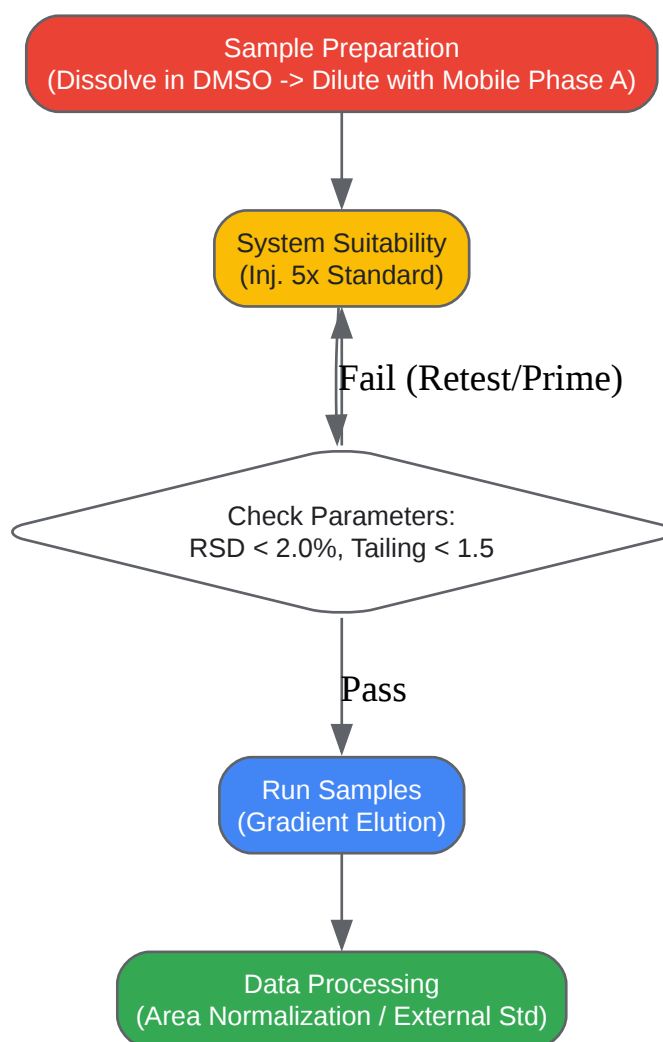 Sample Preparation
(Dissolve in DMSO -> Dilute with Mobile Phase A)
System Suitability
(Inj. 5x Standard)
Fail (Retest/Prime)
Check Parameters:
RSD < 2.0%, Tailing < 1.5
Pass
Run Samples
(Gradient Elution)
Data Processing
(Area Normalization / External Std)